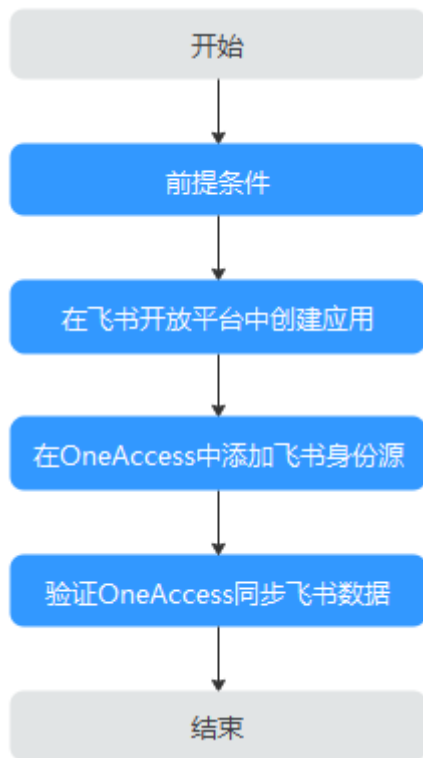 开始
前提条件
在飞书开放平台中创建应用
在OneAccess中添加飞书身份源
验证OneAccess同步飞书数据
结束